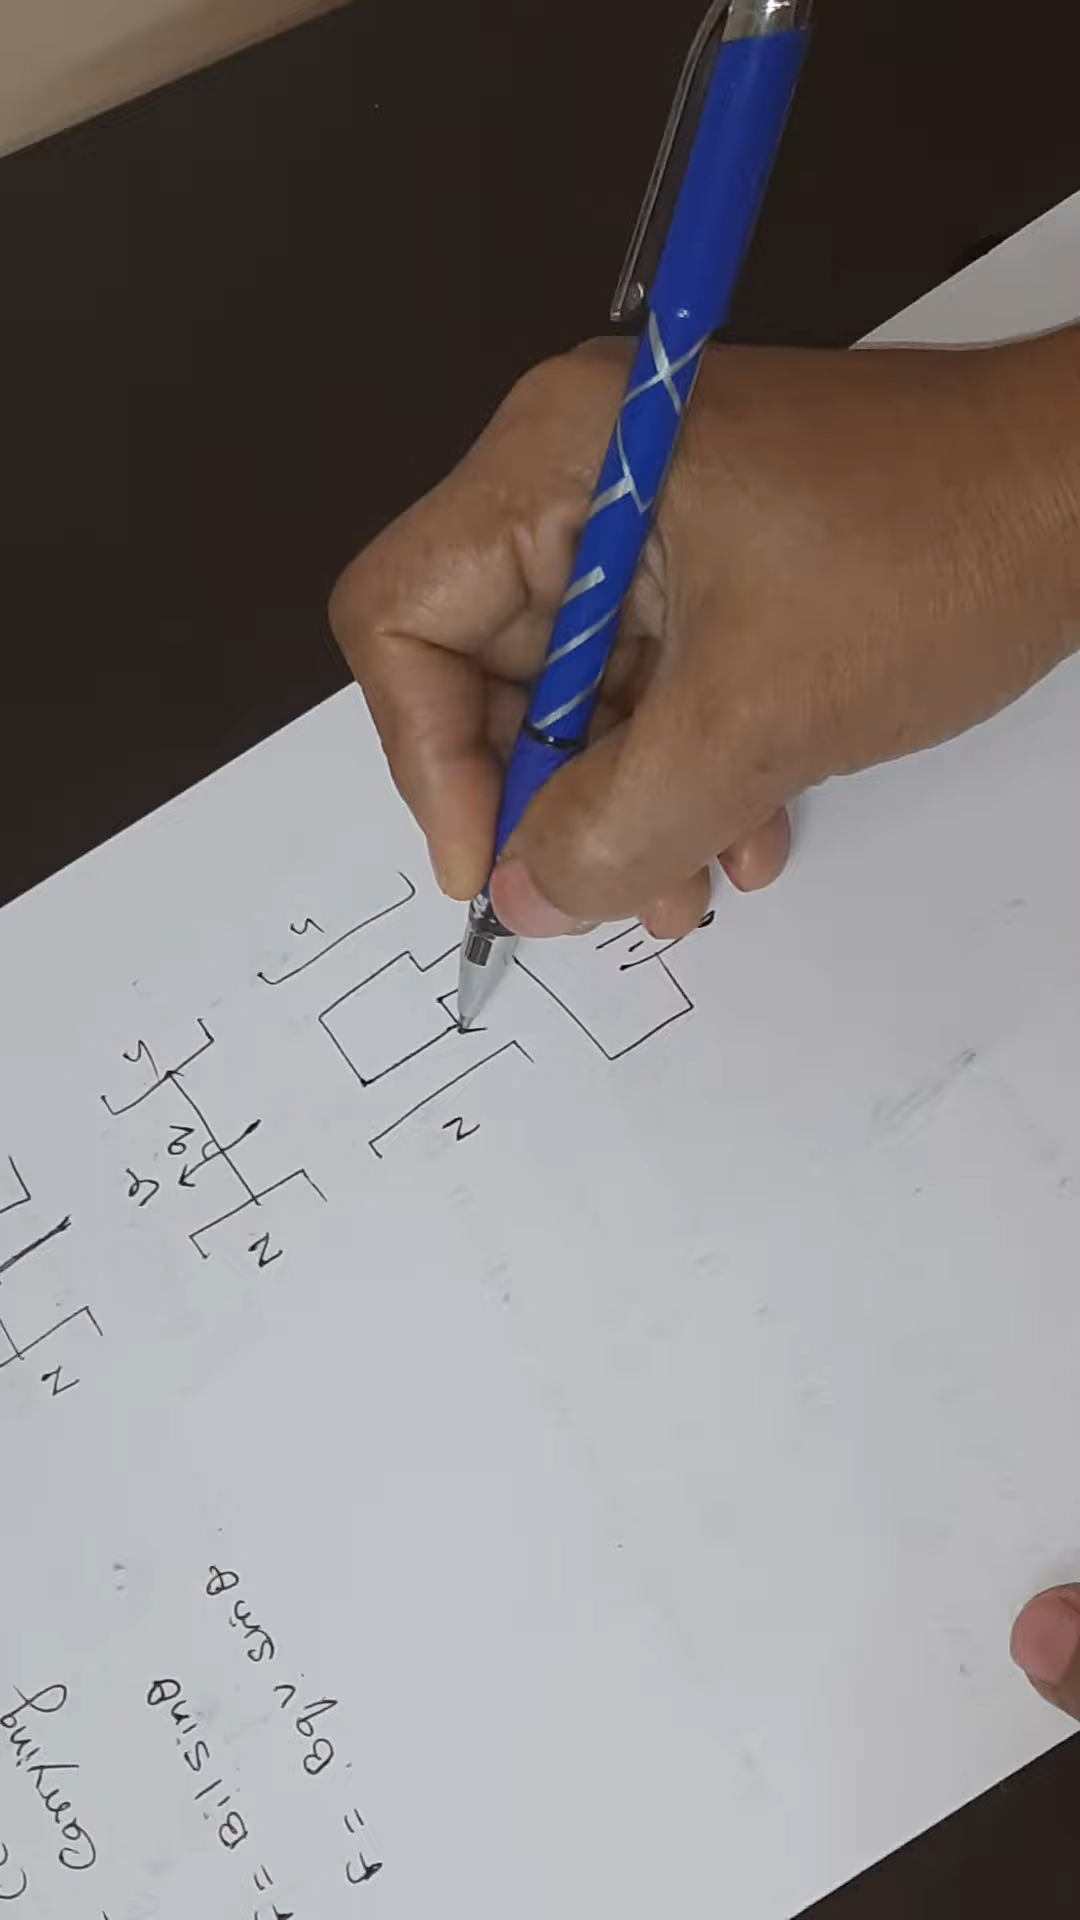 F = Bqv sinθ
= Bil sinθ
Carrying
S
N
S
N
N